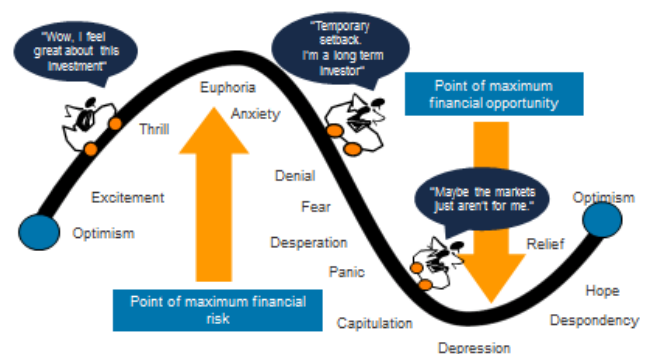 "Wow, I feel
great about this
Investment"
"Temporary
setback.
I'm a long term
Investor"
Point of maximum
financial opportunity
Euphoria
Anxiety
Thrill
Denial
Excitement
Fear
"Maybe the markets
just aren't for me."
Optimism
Optimism
Desperation
Relief
Panic
Hope
Point of maximum financial
risk
Capitulation
Despondency
Depression